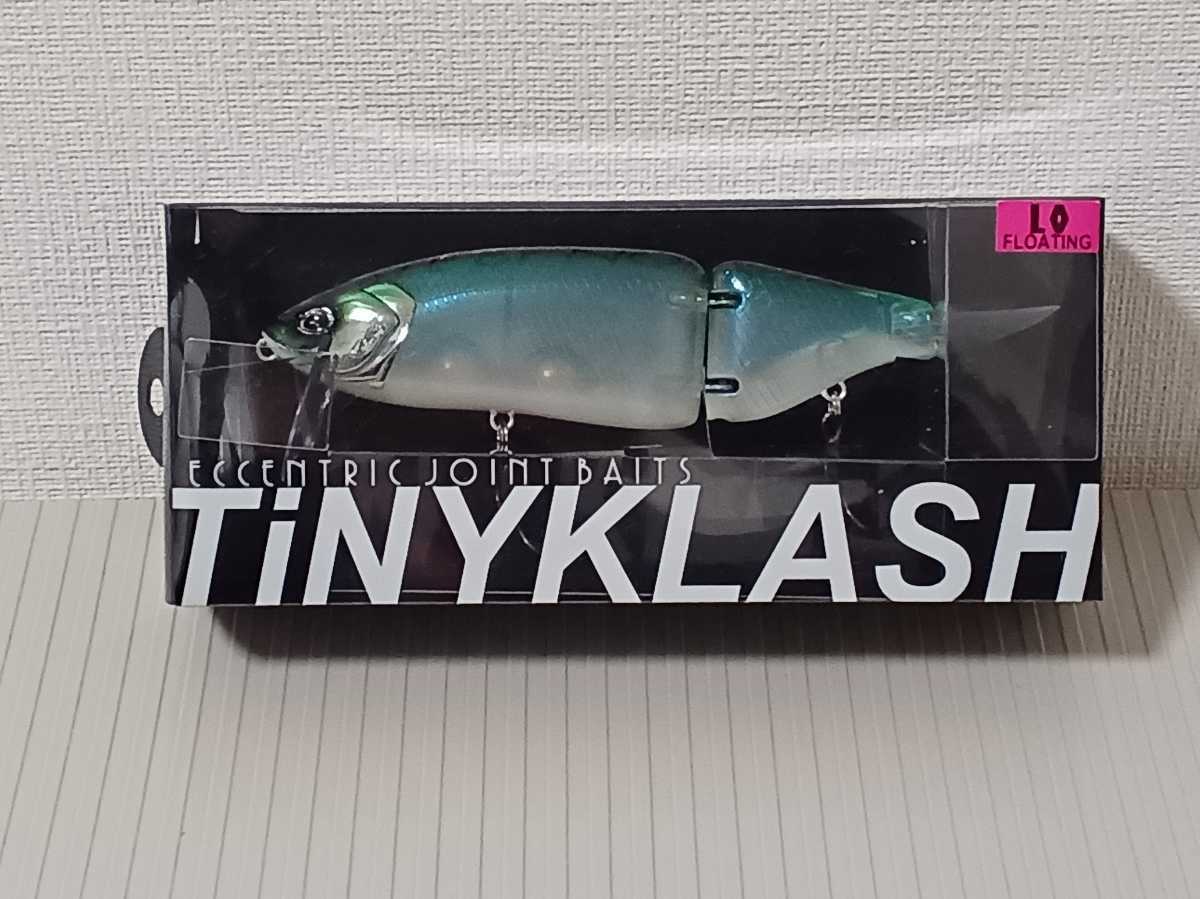 LO
FLOATING
ECCENTRIC JOINT BAITS
TiNYKLASH